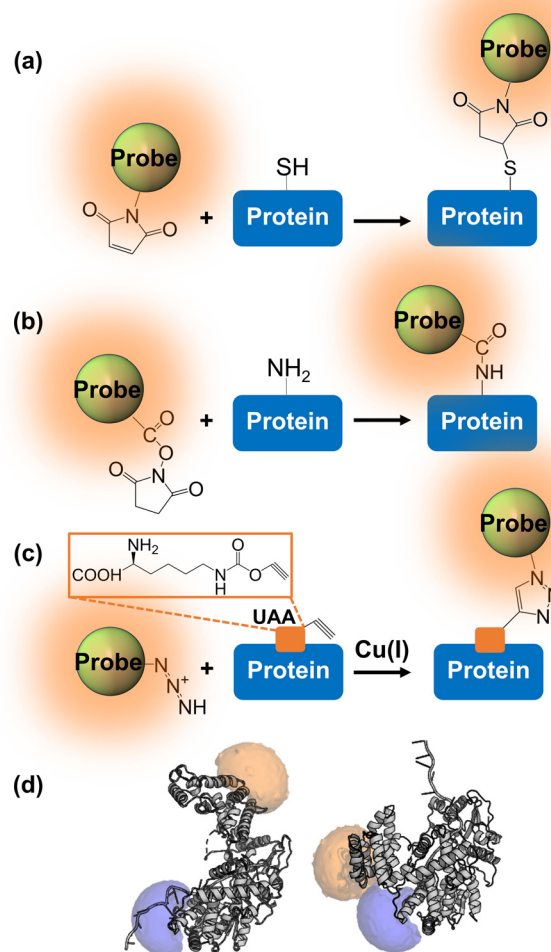 (a)
Probe
N
O
O
+
SH
Protein
Probe
N
O
O
S
Protein
(b)
Probe
C
O
O
N
O
O
+
NH2
Protein
Probe
C
O
NH
Protein
(c)
NH2
COOH
N
H
O
O
UAA
Probe
N
N+
NH
+
Protein
Cu(I)
Probe
N
N
N
Protein
(d)